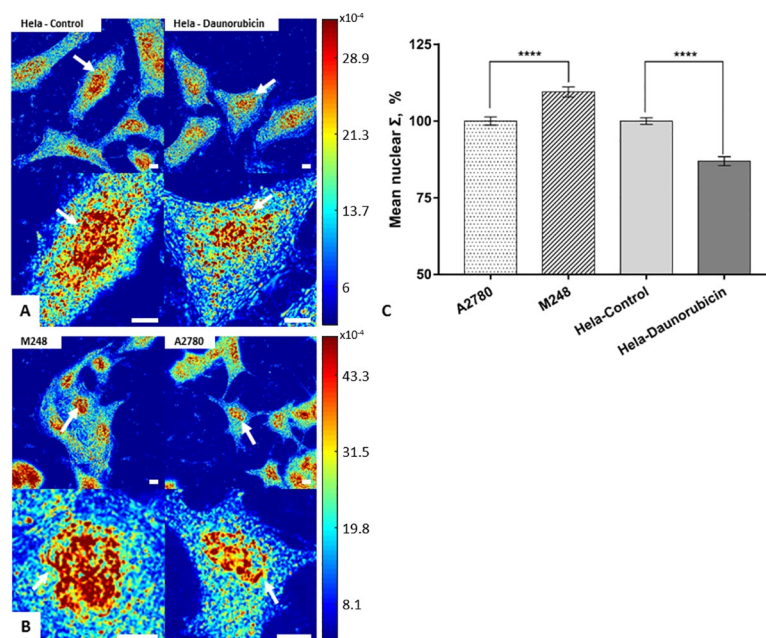 Hela - Control
Hela - Daunorubicin
x10⁻⁴
28.9
21.3
13.7
6
A
M248
A2780
x10⁻⁴
43.3
31.5
19.8
8.1
B
125
100
75
50
Mean nuclear Σ, %
****
****
A2780
M248
Hela-Control
Hela-Daunorubicin
C